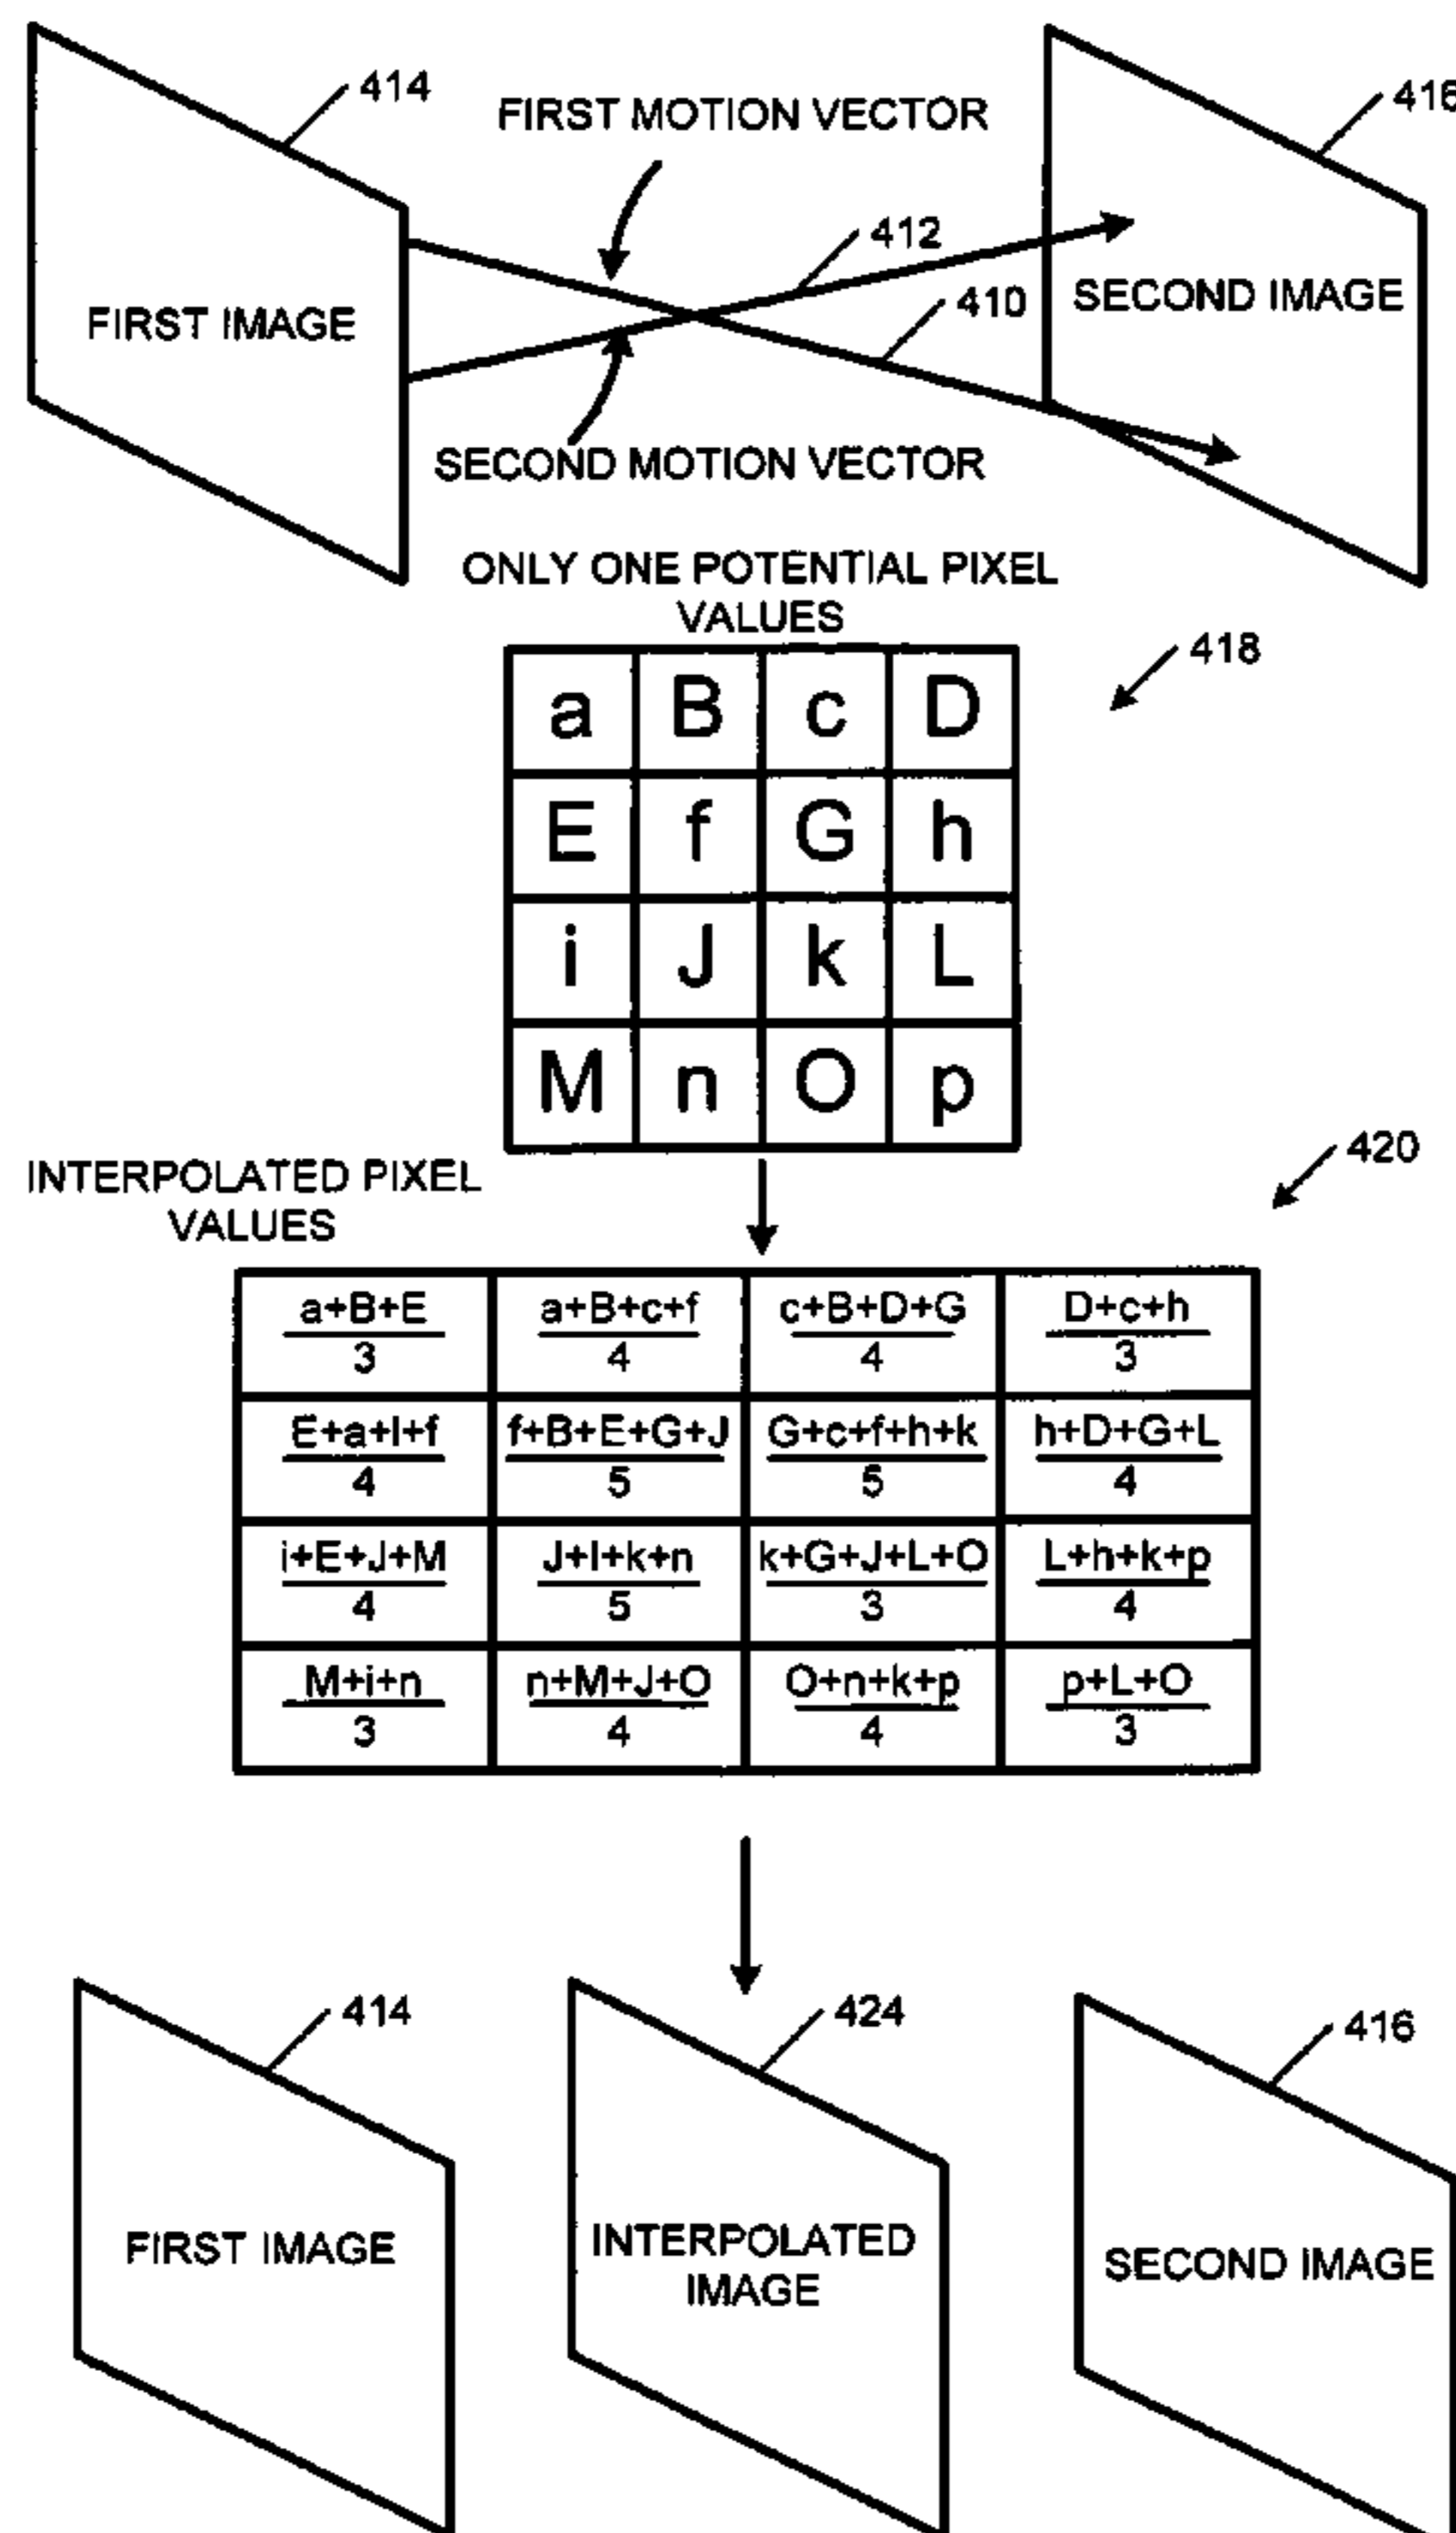 414
416
FIRST MOTION VECTOR
412
410
FIRST IMAGE
SECOND IMAGE
SECOND MOTION VECTOR
ONLY ONE POTENTIAL PIXEL
VALUES
418
a B c D
E f G h
i J k L
M n O p
420
INTERPOLATED PIXEL
VALUES
a+B+E a+B+c+f c+B+D+G D+c+h
3 4 4 3
E+a+I+f f+B+E+G+J G+c+f+h+k h+D+G+L
4 5 5 4
i+E+J+M J+I+k+n k+G+J+L+O L+h+k+p
4 5 3 4
M+i+n n+M+J+O O+n+k+p p+L+O
3 4 4 3
414
424
416
FIRST IMAGE
INTERPOLATED
IMAGE
SECOND IMAGE